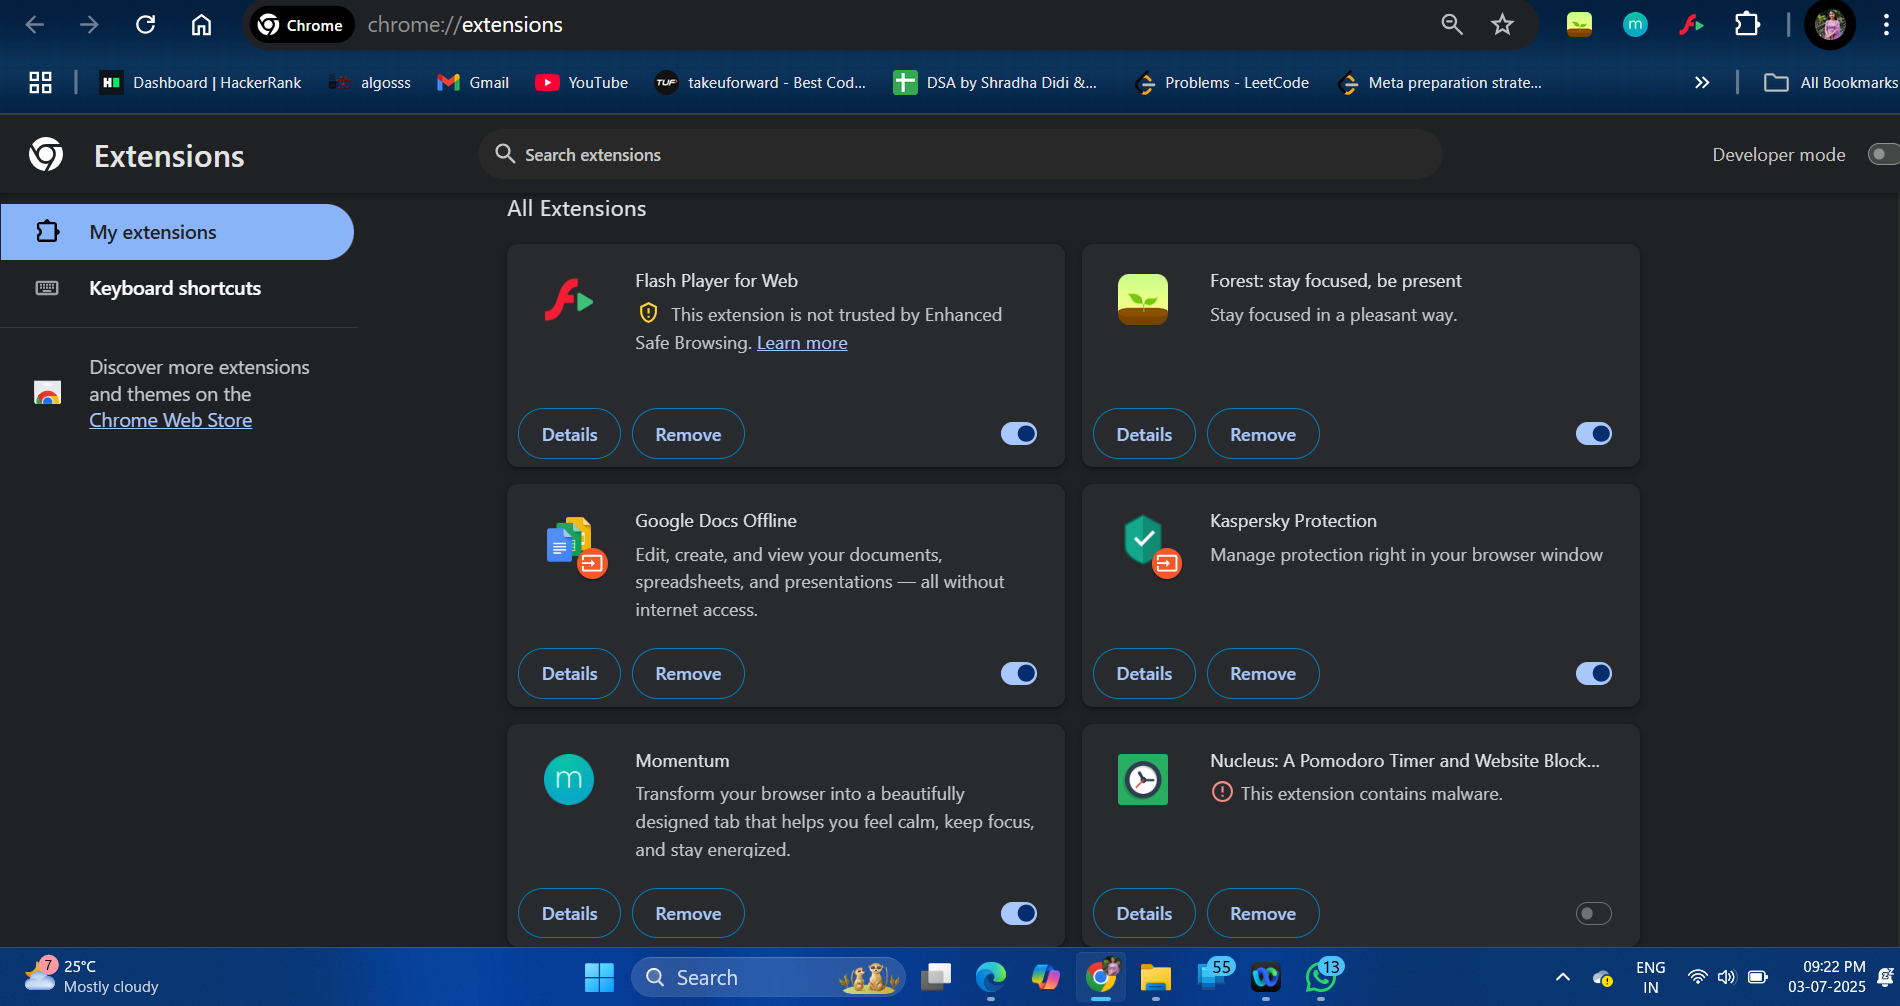 Chrome chrome://extensions
Dashboard | HackerRank algosss Gmail YouTube takeuforward - Best Cod... DSA by Shradha Didi &... Problems - LeetCode Meta preparation strate... All Bookmarks
Extensions
Search extensions
Developer mode
My extensions
Keyboard shortcuts
Discover more extensions
and themes on the
Chrome Web Store
All Extensions
Flash Player for Web
This extension is not trusted by Enhanced
Safe Browsing. Learn more
Details Remove
Forest: stay focused, be present
Stay focused in a pleasant way.
Details Remove
Google Docs Offline
Edit, create, and view your documents,
spreadsheets, and presentations — all without
internet access.
Details Remove
Kaspersky Protection
Manage protection right in your browser window
Details Remove
Momentum
Transform your browser into a beautifully
designed tab that helps you feel calm, keep focus,
and stay energized.
Details Remove
Nucleus: A Pomodoro Timer and Website Block...
This extension contains malware.
Details Remove
7
25°C
Mostly cloudy
Search
55
13
ENG
IN
09:22 PM
03-07-2025